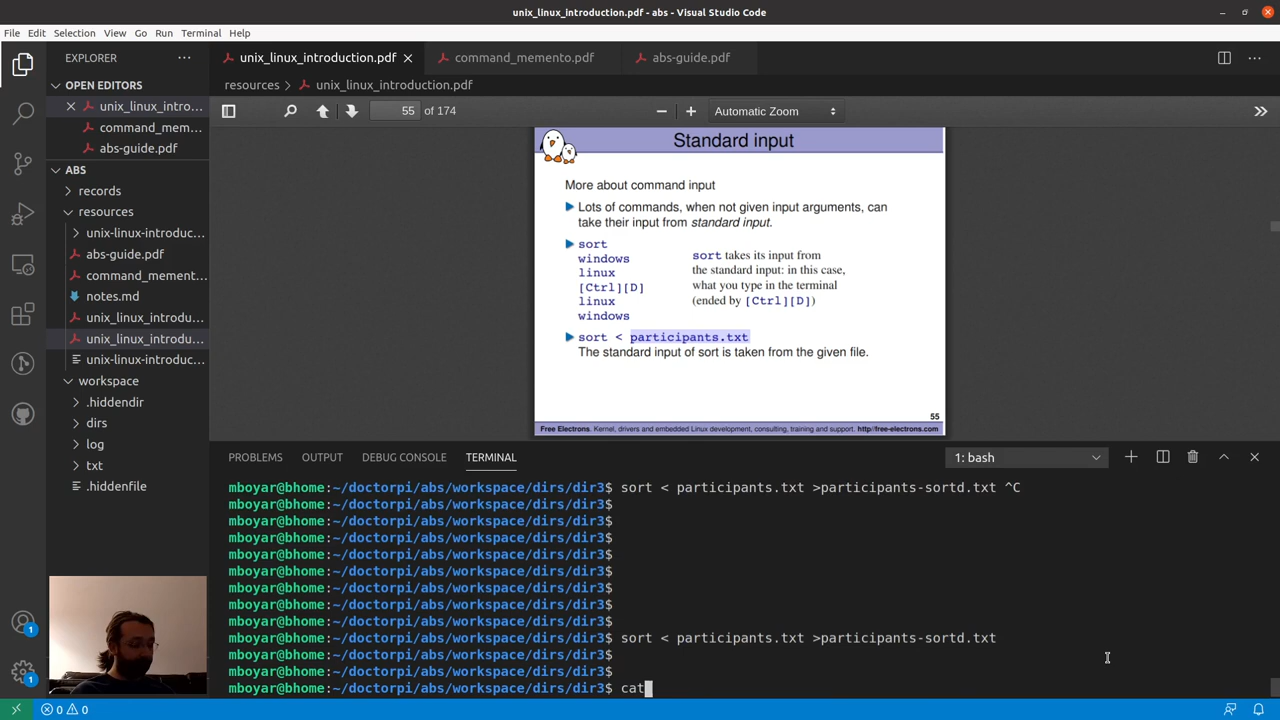 unix_linux_introduction.pdf - abs - Visual Studio Code
File Edit Selection View Go Run Terminal Help
EXPLORER
unix_linux_introduction.pdf
command_memento.pdf
abs-guide.pdf
OPEN EDITORS
unix_linux_intro...
command_mem...
abs-guide.pdf
ABS
records
resources
unix-linux-introduc...
abs-guide.pdf
command_mement...
notes.md
unix_linux_introdu...
unix_linux_introdu...
unix-linux-introduc...
workspace
.hiddendir
dirs
log
txt
.hiddenfile
resources > unix_linux_introduction.pdf
55 of 174
Automatic Zoom
Standard input
More about command input
Lots of commands, when not given input arguments, can
take their input from standard input.
sort
windows
linux
[Ctrl][D]
linux
windows
sort takes its input from
the standard input: in this case,
what you type in the terminal
(ended by [Ctrl][D])
sort < participants.txt
The standard input of sort is taken from the given file.
55
Free Electrons. Kernel, drivers and embedded Linux development, consulting, training and support. http//free-electrons.com
PROBLEMS OUTPUT DEBUG CONSOLE TERMINAL
1: bash
mboyar@bhome:~/doctorpi/abs/workspace/dirs/dir3$ sort < participants.txt >participants-sortd.txt ^C
mboyar@bhome:~/doctorpi/abs/workspace/dirs/dir3$
mboyar@bhome:~/doctorpi/abs/workspace/dirs/dir3$
mboyar@bhome:~/doctorpi/abs/workspace/dirs/dir3$
mboyar@bhome:~/doctorpi/abs/workspace/dirs/dir3$
mboyar@bhome:~/doctorpi/abs/workspace/dirs/dir3$
mboyar@bhome:~/doctorpi/abs/workspace/dirs/dir3$
mboyar@bhome:~/doctorpi/abs/workspace/dirs/dir3$
mboyar@bhome:~/doctorpi/abs/workspace/dirs/dir3$
mboyar@bhome:~/doctorpi/abs/workspace/dirs/dir3$ sort < participants.txt >participants-sortd.txt
mboyar@bhome:~/doctorpi/abs/workspace/dirs/dir3$
mboyar@bhome:~/doctorpi/abs/workspace/dirs/dir3$
mboyar@bhome:~/doctorpi/abs/workspace/dirs/dir3$ cat
1
1
0 0